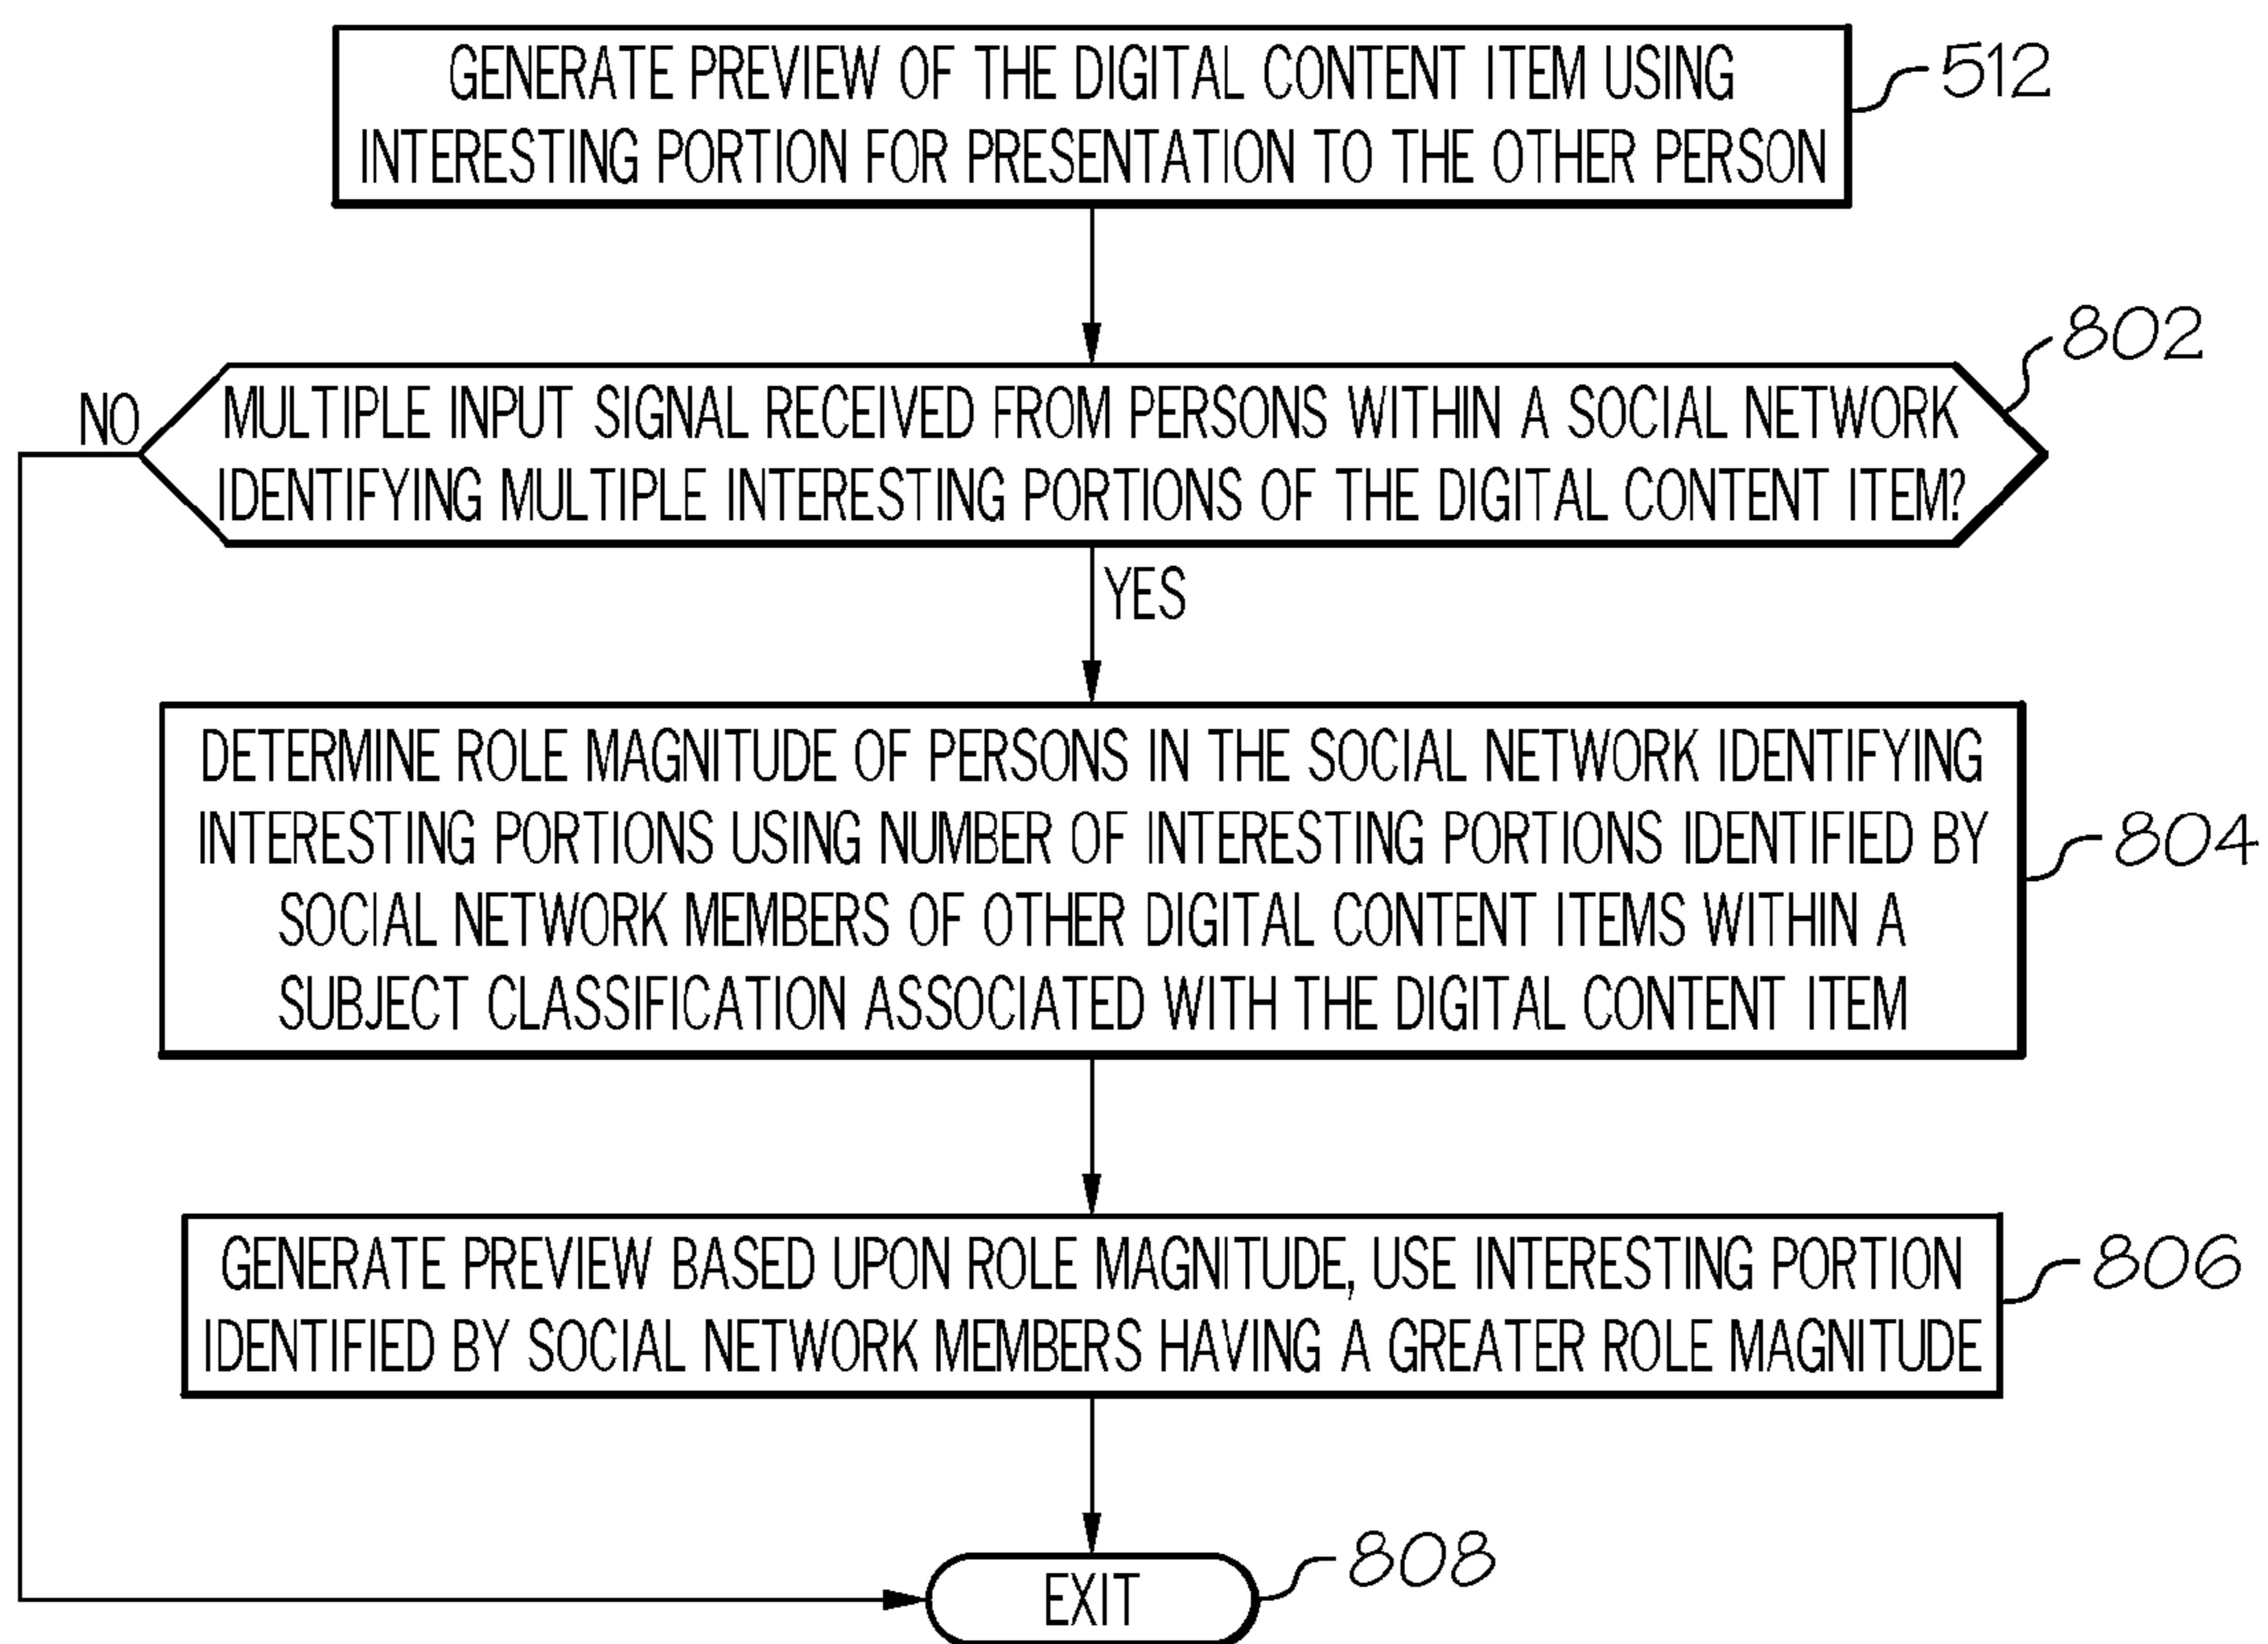 GENERATE PREVIEW OF THE DIGITAL CONTENT ITEM USING
INTERESTING PORTION FOR PRESENTATION TO THE OTHER PERSON
512
802
NO
MULTIPLE INPUT SIGNAL RECEIVED FROM PERSONS WITHIN A SOCIAL NETWORK
IDENTIFYING MULTIPLE INTERESTING PORTIONS OF THE DIGITAL CONTENT ITEM?
YES
DETERMINE ROLE MAGNITUDE OF PERSONS IN THE SOCIAL NETWORK IDENTIFYING
INTERESTING PORTIONS USING NUMBER OF INTERESTING PORTIONS IDENTIFIED BY
SOCIAL NETWORK MEMBERS OF OTHER DIGITAL CONTENT ITEMS WITHIN A
SUBJECT CLASSIFICATION ASSOCIATED WITH THE DIGITAL CONTENT ITEM
804
GENERATE PREVIEW BASED UPON ROLE MAGNITUDE, USE INTERESTING PORTION
IDENTIFIED BY SOCIAL NETWORK MEMBERS HAVING A GREATER ROLE MAGNITUDE
806
EXIT
808